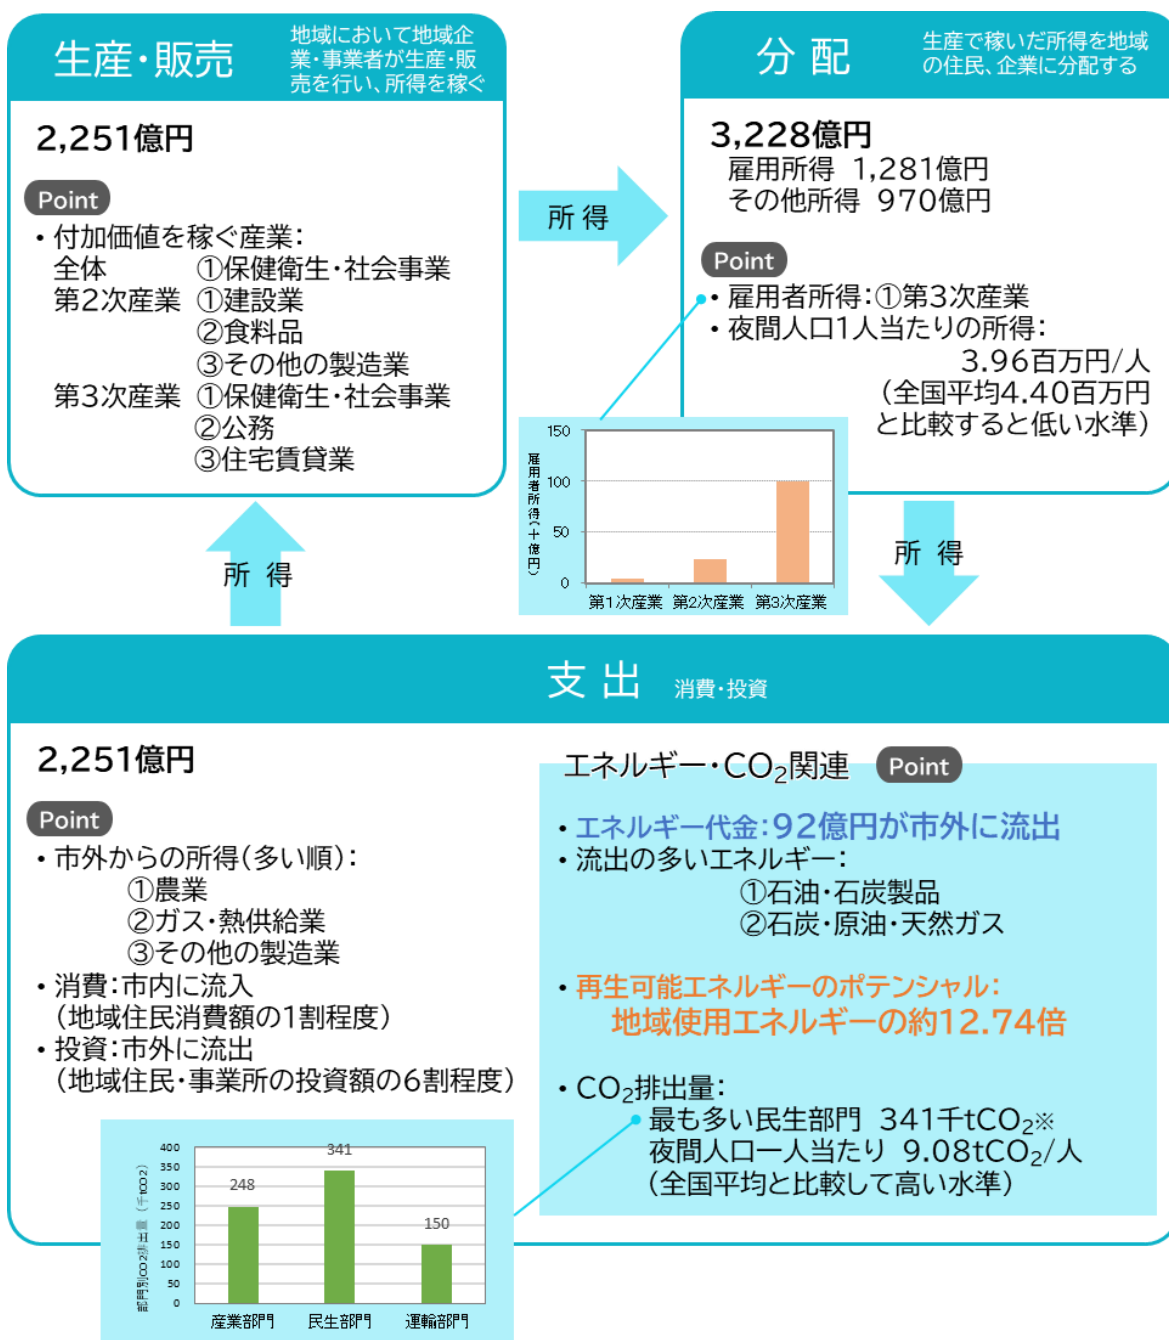 生産・販売
地域において地域企
業・事業者が生産・販
売を行い、所得を稼ぐ
2,251億円
Point
・付加価値を稼ぐ産業：
全体　①保健衛生・社会事業
第2次産業 ①建設業
②食料品
③その他の製造業
第3次産業 ①保健衛生・社会事業
②公務
③住宅賃貸業
所得
分配
生産で稼いだ所得を地域
の住民、企業に分配する
3,228億円
雇用所得 1,281億円
その他所得 970億円
Point
・雇用者所得：①第3次産業
・夜間人口1人当たりの所得：
3.96百万円/人
（全国平均4.40百万円
と比較すると低い水準）
雇用者所得（十億円）
150
100
50
0
第1次産業 第2次産業 第3次産業
所得
所得
支出
消費・投資
2,251億円
Point
・市外からの所得（多い順）：
①農業
②ガス・熱供給業
③その他の製造業
・消費：市内に流入
（地域住民消費額の1割程度）
・投資：市外に流出
（地域住民・事業所の投資額の6割程度）
エネルギー・CO₂関連 Point
・エネルギー代金：92億円が市外に流出
・流出の多いエネルギー：
①石油・石炭製品
②石炭・原油・天然ガス
・再生可能エネルギーのポテンシャル：
地域使用エネルギーの約12.74倍
・CO₂排出量：
最も多い民生部門 341千tCO₂※
夜間人口一人当たり 9.08tCO₂/人
（全国平均と比較して高い水準）
部門別CO2排出量（千tCO2）
400
350
300
250
200
150
100
50
0
248
341
150
産業部門 民生部門 運輸部門